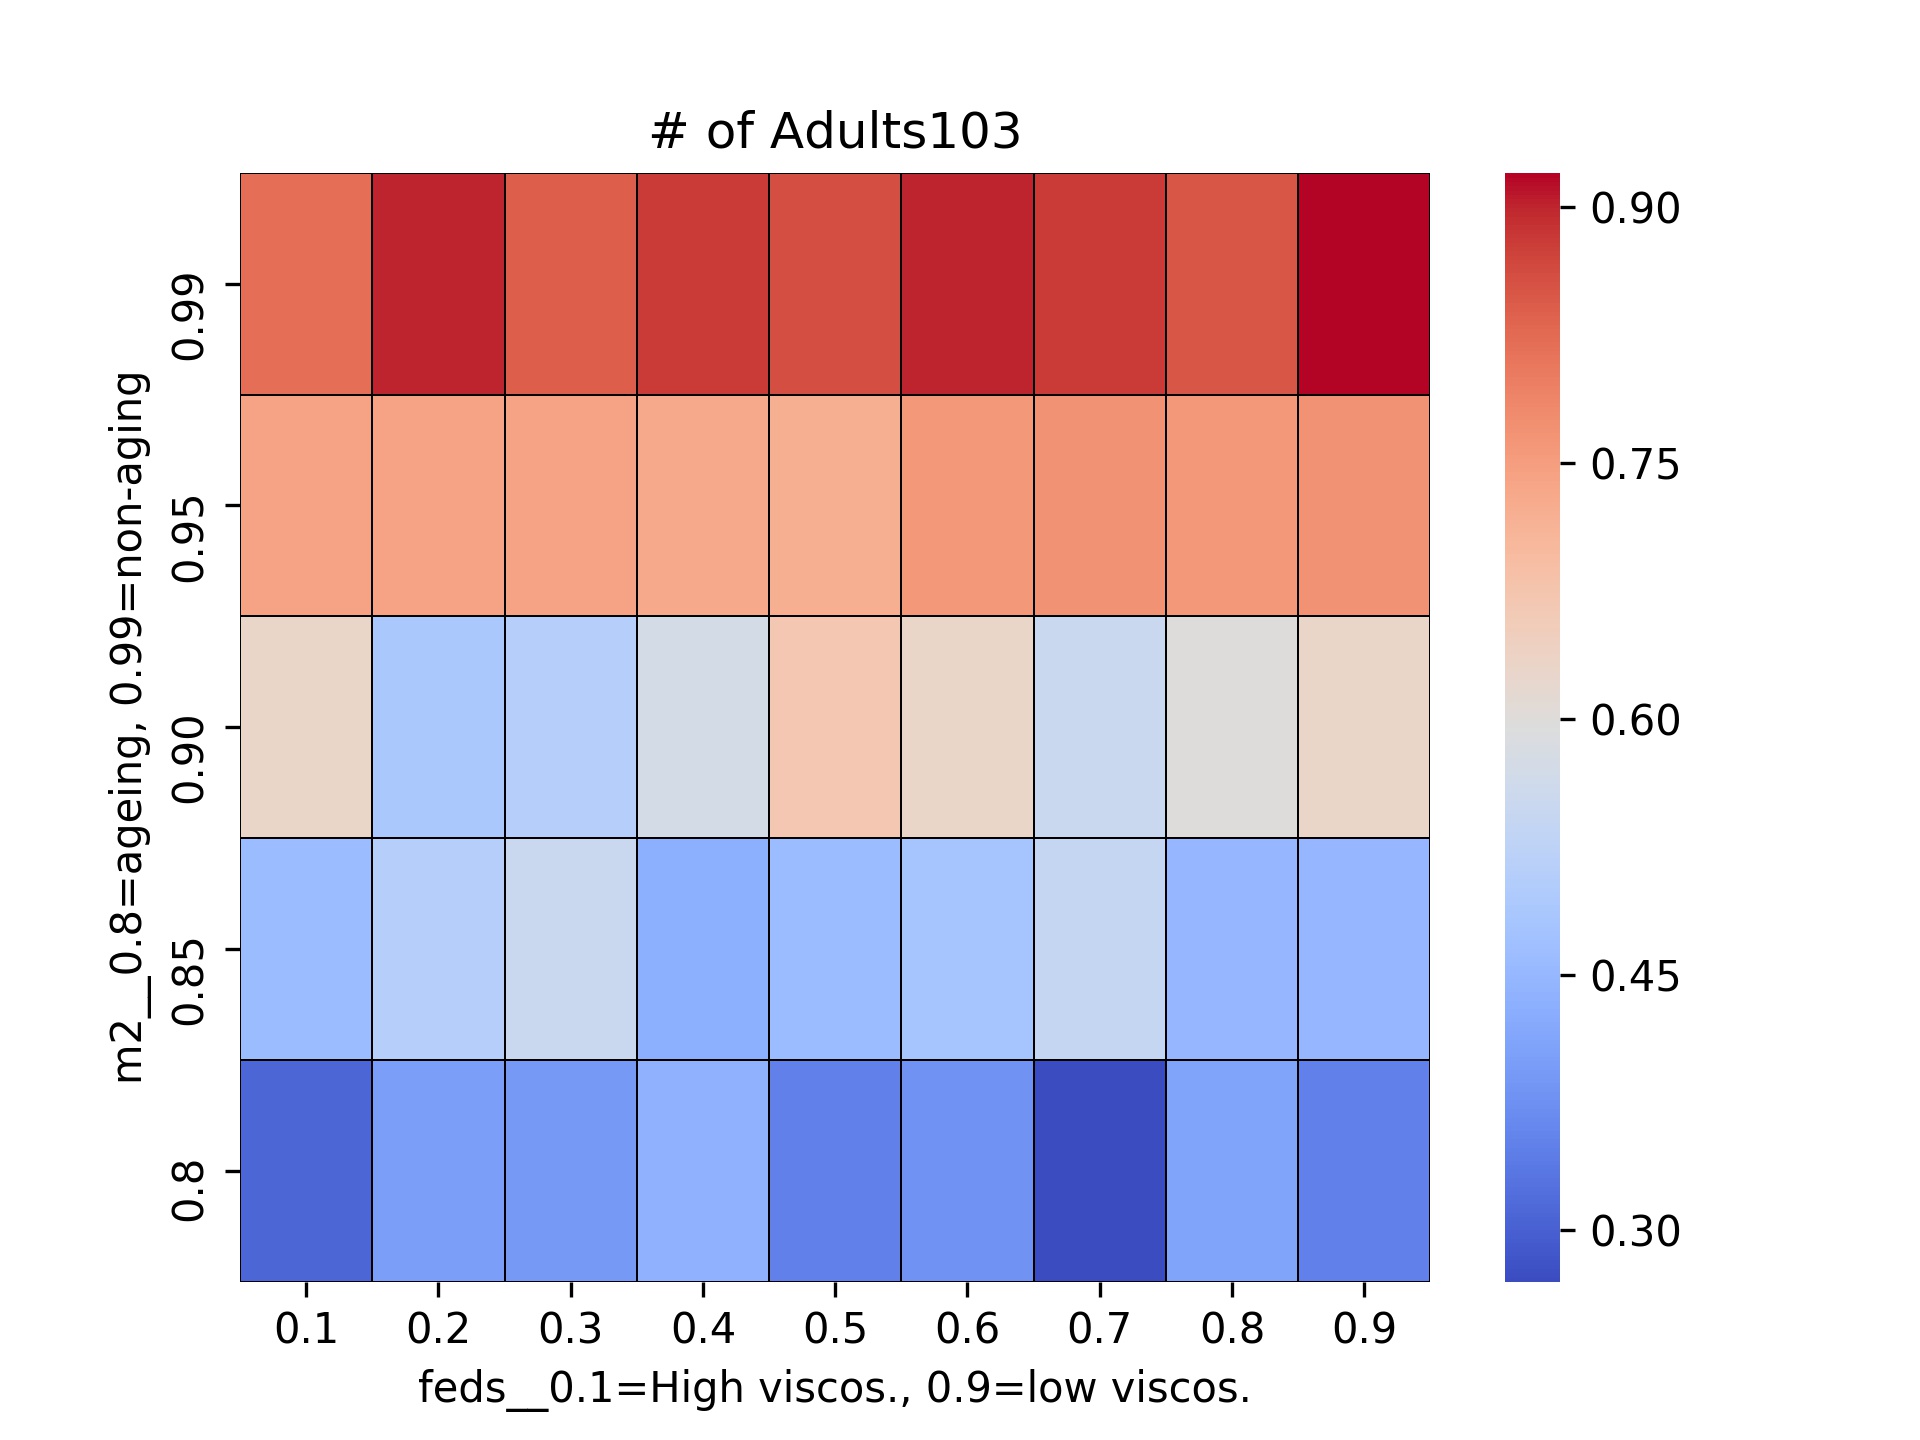 # of Adults103
m2__0.8=ageing, 0.99=non-aging
0.99
0.95
0.90
0.85
0.8
0.1 0.2 0.3 0.4 0.5 0.6 0.7 0.8 0.9
feds__0.1=High viscos., 0.9=low viscos.
0.90
0.75
0.60
0.45
0.30